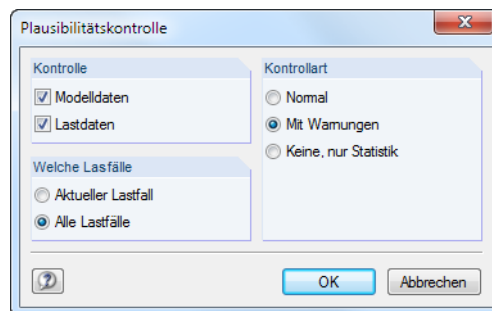 Plausibilitätskontrolle
Kontrolle
Modelldaten
Lastdaten
Welche Lasfälle
Aktueller Lastfall
Alle Lastfälle
Kontrollart
Normal
Mit Warnungen
Keine, nur Statistik
OK
Abbrechen